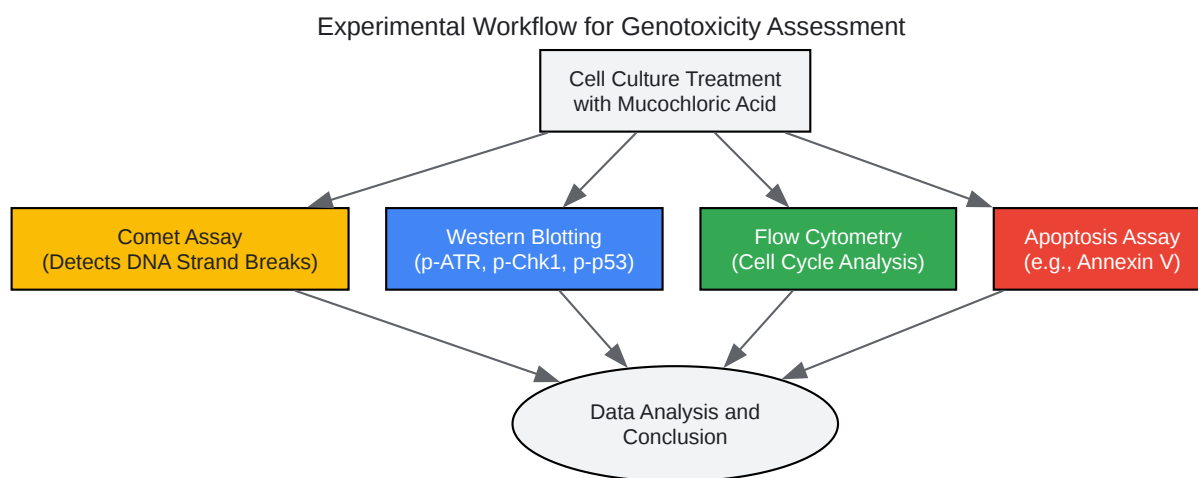 Experimental Workflow for Genotoxicity Assessment
Cell Culture Treatment
with Mucochloric Acid
Comet Assay
(Detects DNA Strand Breaks)
Western Blotting
(p-ATR, p-Chk1, p-p53)
Flow Cytometry
(Cell Cycle Analysis)
Apoptosis Assay
(e.g., Annexin V)
Data Analysis and
Conclusion